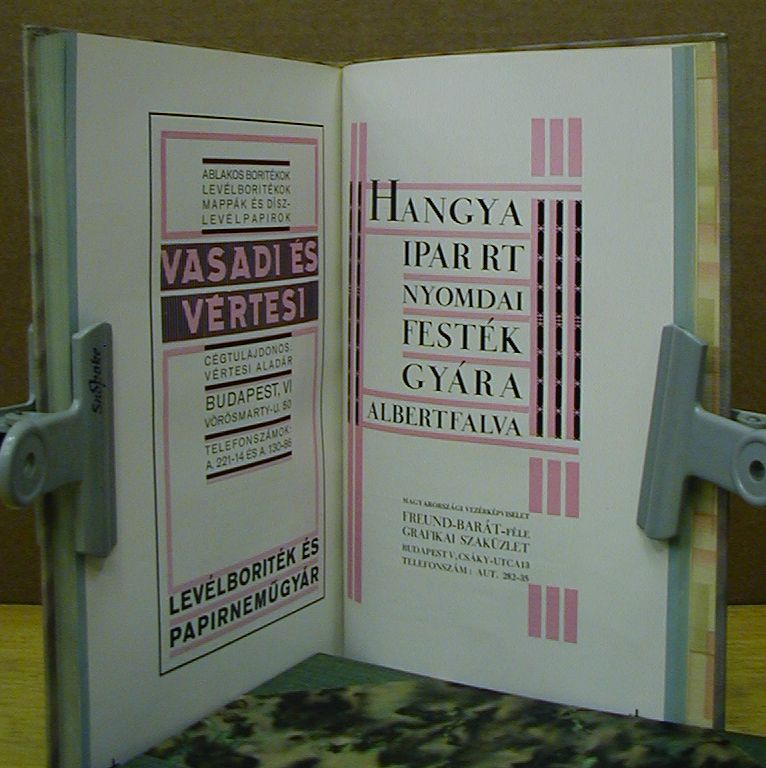 ABLAKOS BORITÉKOK
LEVÉLBORITÉKOK
MAPPÁK ÉS DÍSZ-
LEVÉLPAPIROK
VASADI ÉS
VÉRTESI
CÉGTULAJDONOS:
VÉRTESI ALADÁR
BUDAPEST, VI
VÖRÖSMARTY-U. 50
TELEFONSZÁMOK:
A. 221-14 ÉS A. 130-86
LEVÉLBORITÉK ÉS
PAPIRNEMŰGYÁR
HANGYA
IPAR RT
NYOMDAI
FESTÉK
GYÁRA
ALBERTFALVA
MAGYARORSZÁGI VEZÉRKÉPVISELET
FREUND-BARÁT-FÉLE
GRAFIKAI SZAKÜZLET
BUDAPEST V, CSÁKY-UTCA 13
TELEFONSZÁM: AUT. 282-35